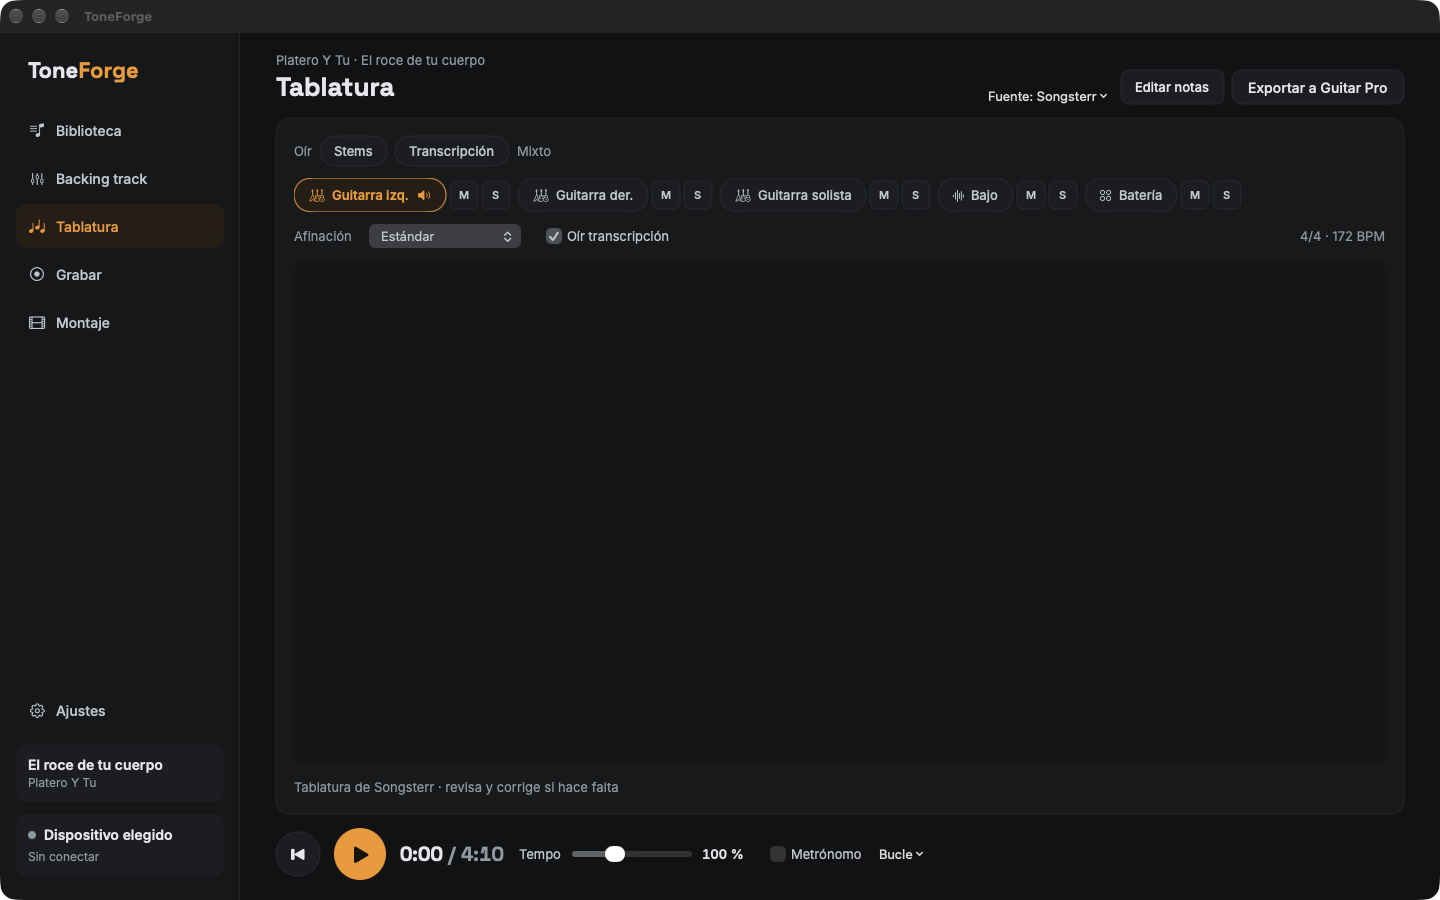 ToneForge
ToneForge
Biblioteca
Backing track
Tablatura
Grabar
Montaje
Ajustes
El roce de tu cuerpo
Platero Y Tu
Dispositivo elegido
Sin conectar
Platero Y Tu · El roce de tu cuerpo
Tablatura
Fuente: Songsterr
Editar notas
Exportar a Guitar Pro
Oír Stems Transcripción Mixto
Guitarra izq. M S Guitarra der. M S Guitarra solista M S Bajo M S Batería M S
Afinación Estándar Oír transcripción 4/4 · 172 BPM
Tablatura de Songsterr · revisa y corrige si hace falta
0:00 / 4:10 Tempo 100 % Metrónomo Bucle